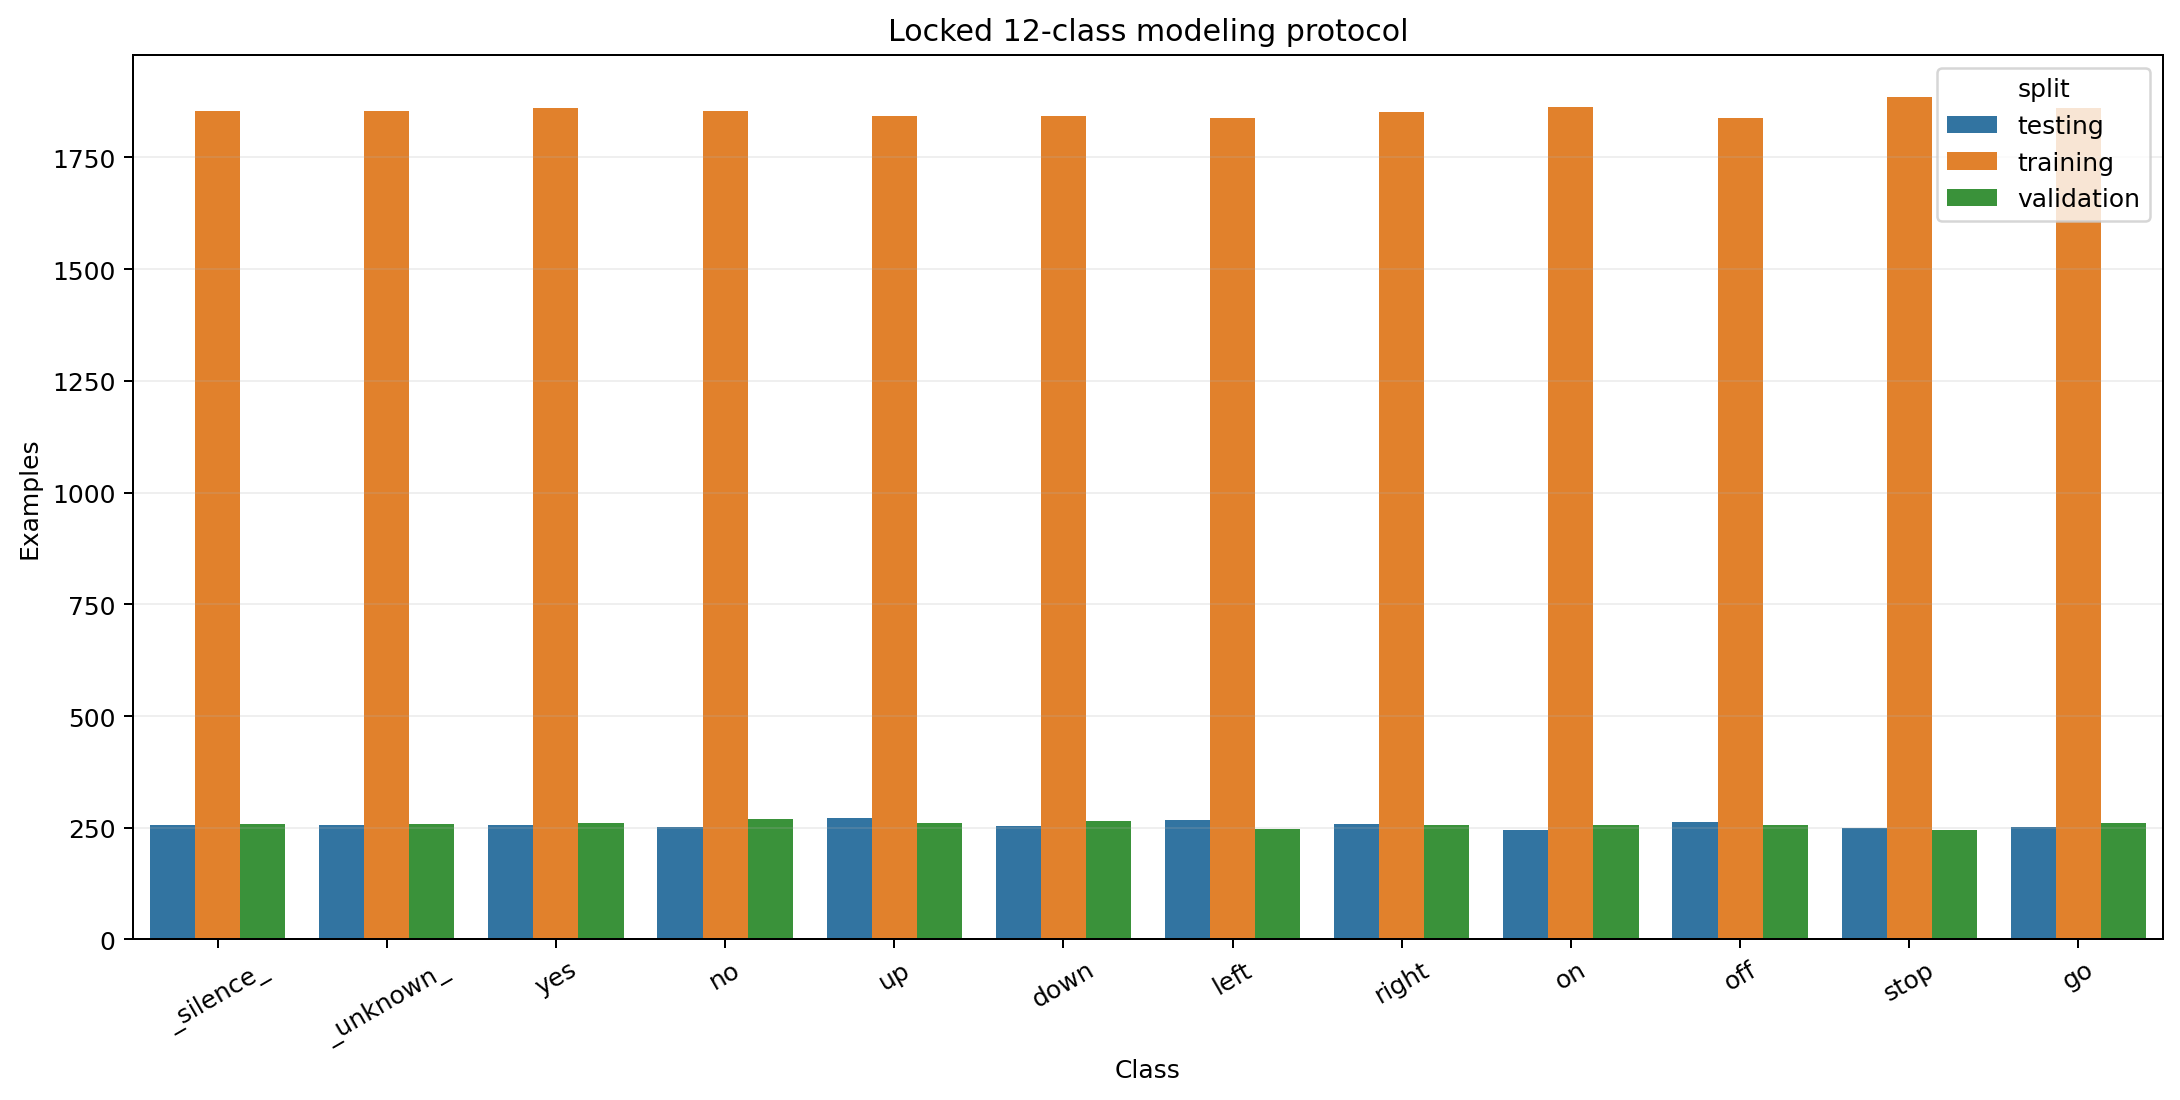 Locked 12-class modeling protocol
split
testing
training
validation
Examples
1750
1500
1250
1000
750
500
250
0
_silence_
_unknown_
yes
no
up
down
left
right
on
off
stop
go
Class